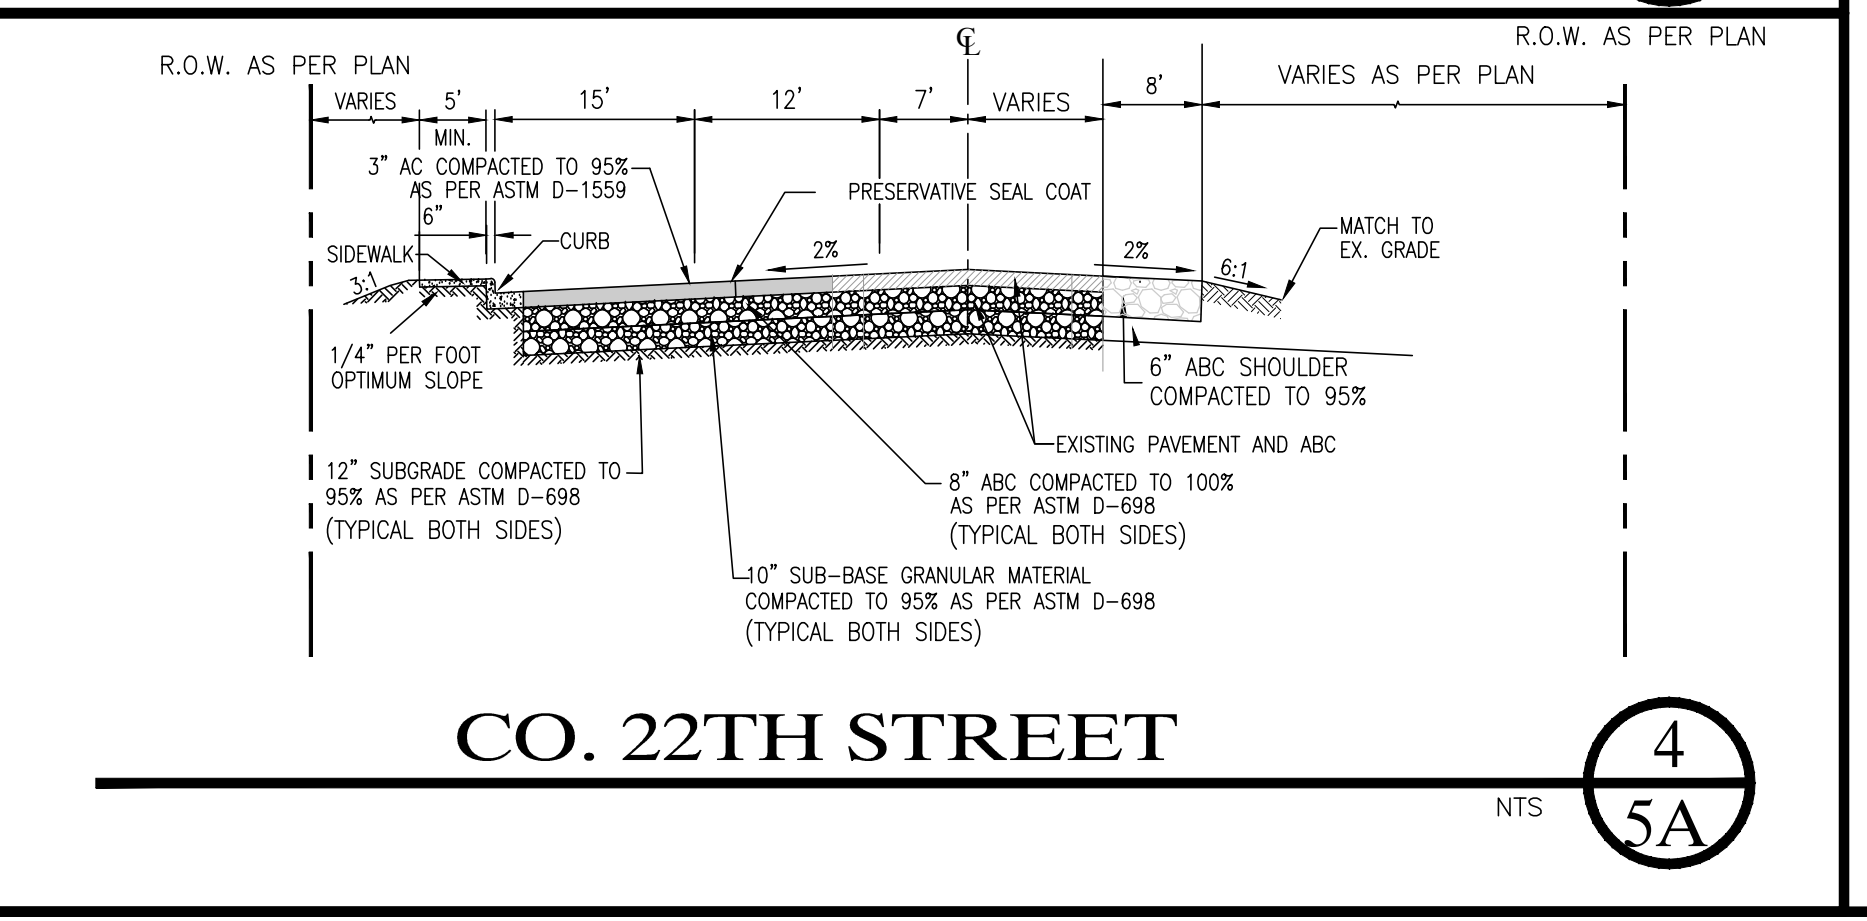 R.O.W. AS PER PLAN
R.O.W. AS PER PLAN
℄
VARIES
5'
MIN.
15'
12'
7'
VARIES
8'
VARIES AS PER PLAN
3" AC COMPACTED TO 95%
AS PER ASTM D-1559
PRESERVATIVE SEAL COAT
6"
SIDEWALK
CURB
3:1
2%
2%
6:1
MATCH TO
EX. GRADE
1/4" PER FOOT
OPTIMUM SLOPE
6" ABC SHOULDER
COMPACTED TO 95%
EXISTING PAVEMENT AND ABC
12" SUBGRADE COMPACTED TO
95% AS PER ASTM D-698
(TYPICAL BOTH SIDES)
8" ABC COMPACTED TO 100%
AS PER ASTM D-698
(TYPICAL BOTH SIDES)
10" SUB-BASE GRANULAR MATERIAL
COMPACTED TO 95% AS PER ASTM D-698
(TYPICAL BOTH SIDES)
CO. 22TH STREET
NTS
4
5A